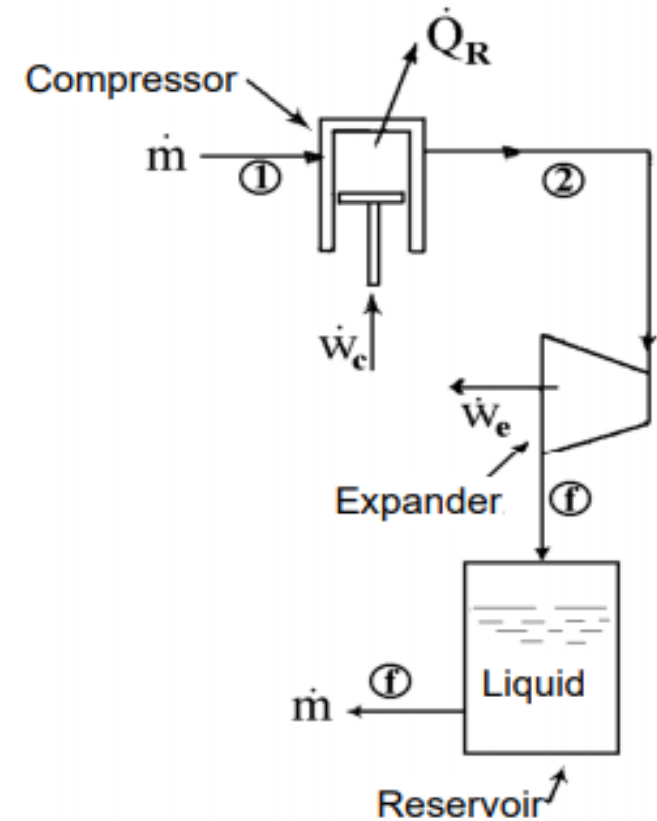 Q̇R
Compressor
ṁ
①
②
Ẇc
Ẇe
Expander
ⓕ
ⓕ
Liquid
ṁ
Reservoir